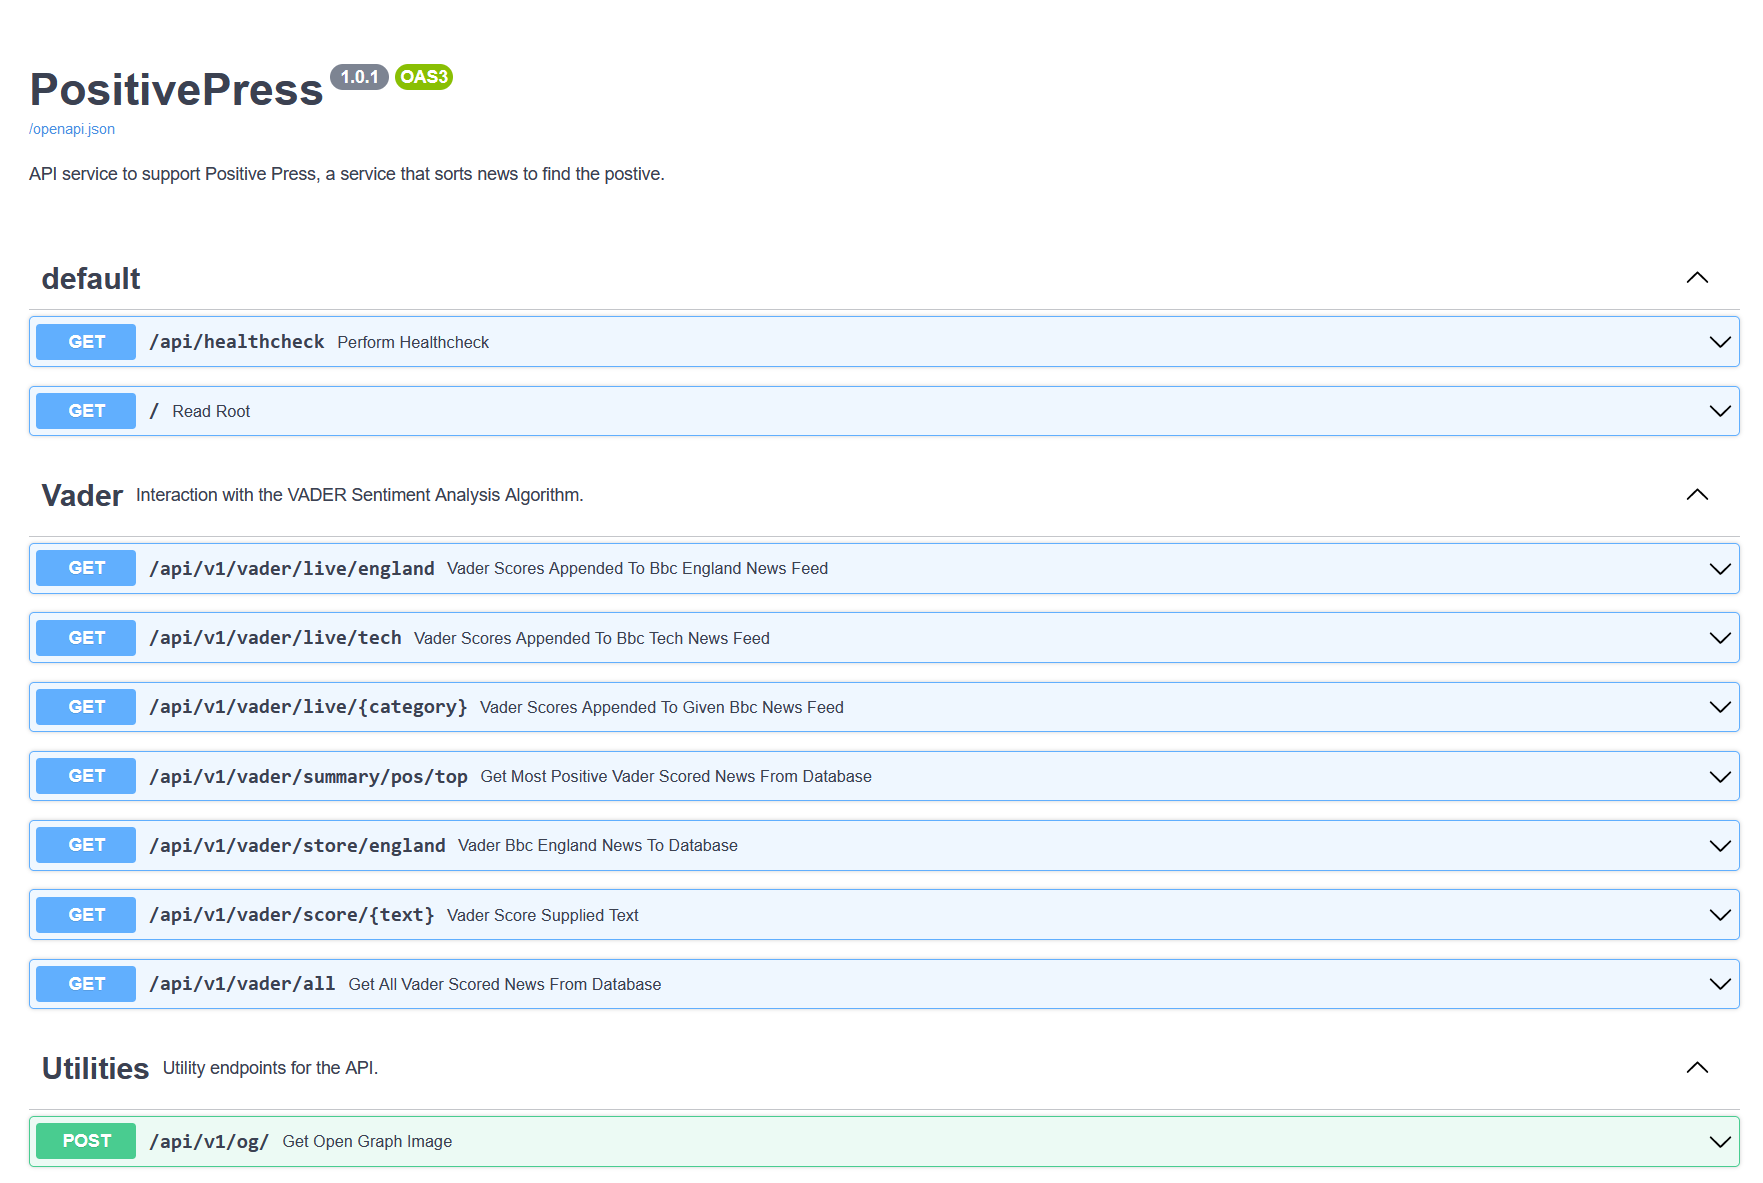 PositivePress 1.0.1 OAS3
/openapi.json
API service to support Positive Press, a service that sorts news to find the postive.
default
GET /api/healthcheck Perform Healthcheck
GET / Read Root
Vader Interaction with the VADER Sentiment Analysis Algorithm.
GET /api/v1/vader/live/england Vader Scores Appended To Bbc England News Feed
GET /api/v1/vader/live/tech Vader Scores Appended To Bbc Tech News Feed
GET /api/v1/vader/live/{category} Vader Scores Appended To Given Bbc News Feed
GET /api/v1/vader/summary/pos/top Get Most Positive Vader Scored News From Database
GET /api/v1/vader/store/england Vader Bbc England News To Database
GET /api/v1/vader/score/{text} Vader Score Supplied Text
GET /api/v1/vader/all Get All Vader Scored News From Database
Utilities Utility endpoints for the API.
POST /api/v1/og/ Get Open Graph Image